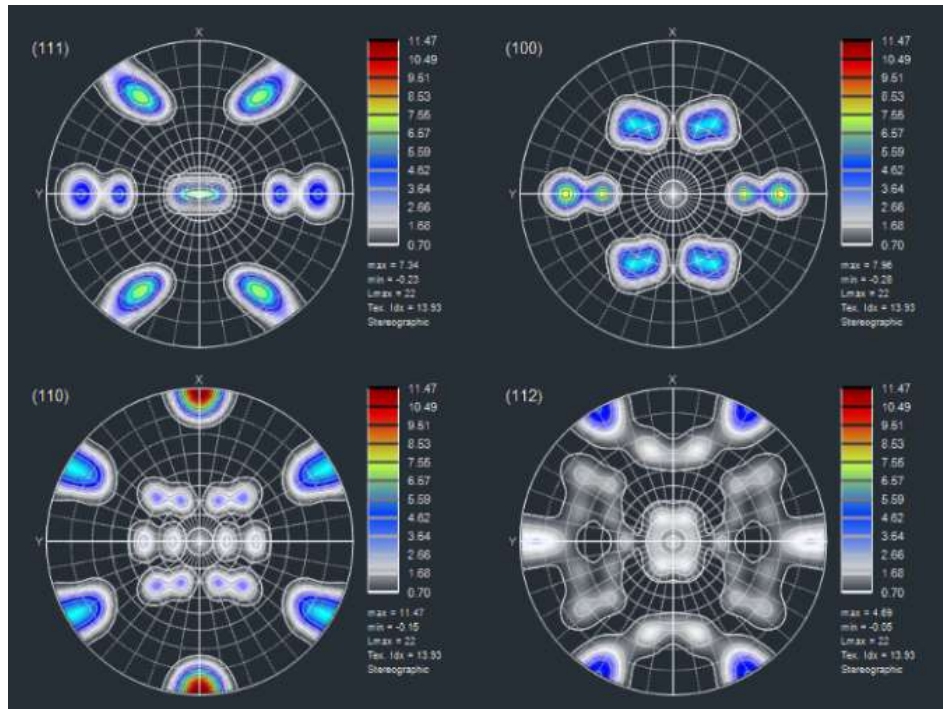 (111)
X
Y
11.47
10.49
9.51
8.53
7.55
6.57
5.59
4.62
3.64
2.66
1.68
0.70
max = 7.34
min = -0.23
Lmax = 22
Tex. Idx = 13.93
Stereographic
(100)
X
Y
11.47
10.49
9.51
8.53
7.55
6.57
5.59
4.62
3.64
2.66
1.68
0.70
max = 7.96
min = -0.28
Lmax = 22
Tex. Idx = 13.93
Stereographic
(110)
X
Y
11.47
10.49
9.51
8.53
7.55
6.57
5.59
4.62
3.64
2.66
1.68
0.70
max = 11.47
min = -0.15
Lmax = 22
Tex. Idx = 13.93
Stereographic
(112)
X
Y
11.47
10.49
9.51
8.53
7.55
6.57
5.59
4.62
3.64
2.66
1.68
0.70
max = 4.69
min = -0.05
Lmax = 22
Tex. Idx = 13.93
Stereographic